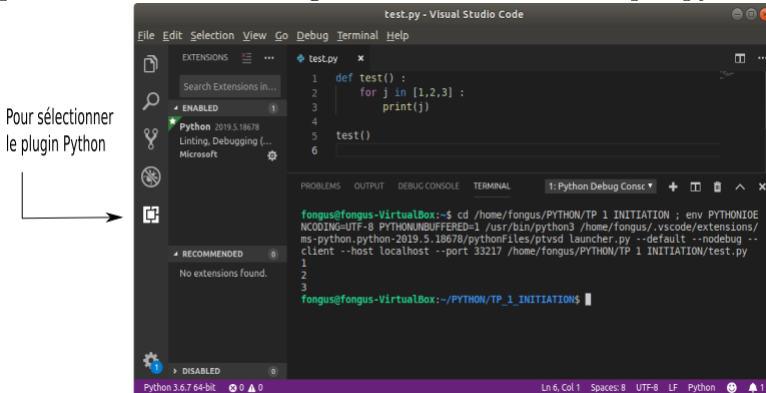 test.py - Visual Studio Code
File Edit Selection View Go Debug Terminal Help
EXTENSIONS
Search Extensions in...
ENABLED 1
Python 2019.5.18678
Linting, Debugging (...
Microsoft
RECOMMENDED 0
No extensions found.
DISABLED 0
Pour sélectionner
le plugin Python
test.py x
1 def test() :
2 for j in [1,2,3] :
3 print(j)
4
5 test()
6
PROBLEMS OUTPUT DEBUG CONSOLE TERMINAL 1: Python Debug Consc
fongus@fongus-VirtualBox:~$ cd /home/fongus/PYTHON/TP_1_INITIATION ; env PYTHONIOE
NCODING=UTF-8 PYTHONUNBUFFERED=1 /usr/bin/python3 /home/fongus/.vscode/extensions/
ms-python.python-2019.5.18678/pythonFiles/ptvsd_launcher.py --default --nodebug --
client --host localhost --port 33217 /home/fongus/PYTHON/TP_1_INITIATION/test.py
1
2
3
fongus@fongus-VirtualBox:~/PYTHON/TP_1_INITIATION$
1
Python 3.6.7 64-bit 0 0 Ln 6, Col 1 Spaces: 8 UTF-8 LF Python 1